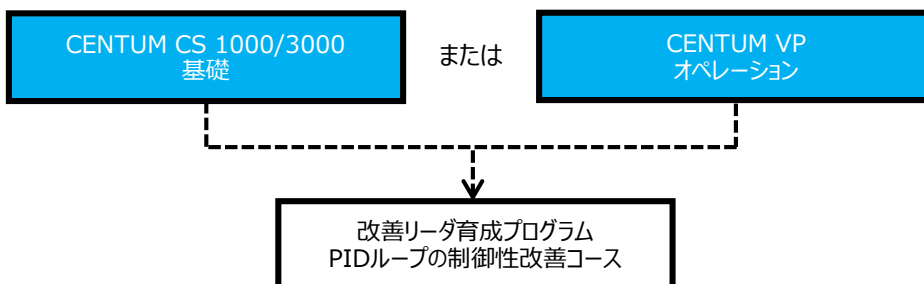 CENTUM CS 1000/3000
基礎
または
CENTUM VP
オペレーション
改善リーダ育成プログラム
PIDループの制御性改善コース